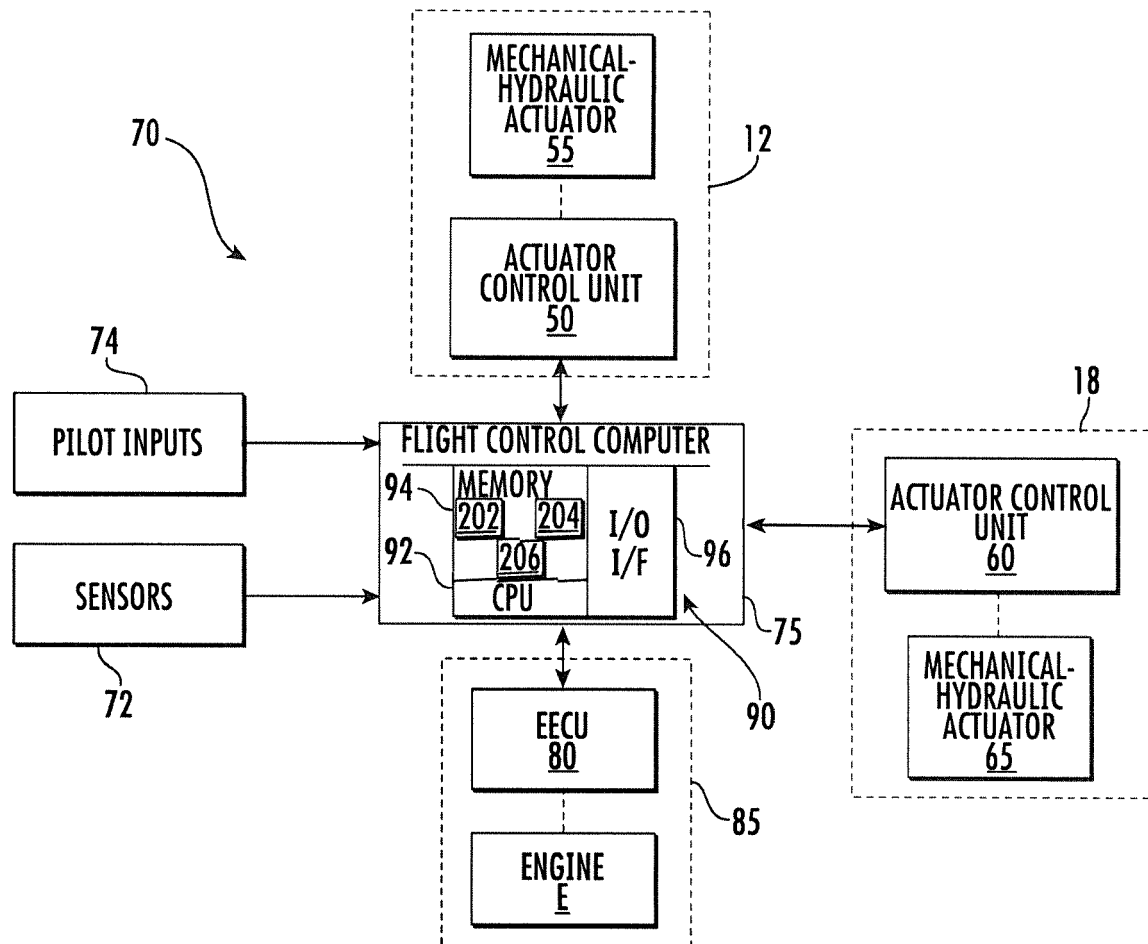 MECHANICAL-
HYDRAULIC
ACTUATOR
55
70
12
ACTUATOR
CONTROL UNIT
50
74
PILOT INPUTS
SENSORS
72
FLIGHT CONTROL COMPUTER
94
MEMORY
202
204
206
92
CPU
I/O
I/F
96
75
90
18
ACTUATOR CONTROL
UNIT
60
MECHANICAL-
HYDRAULIC
ACTUATOR
65
EECU
80
85
ENGINE
E